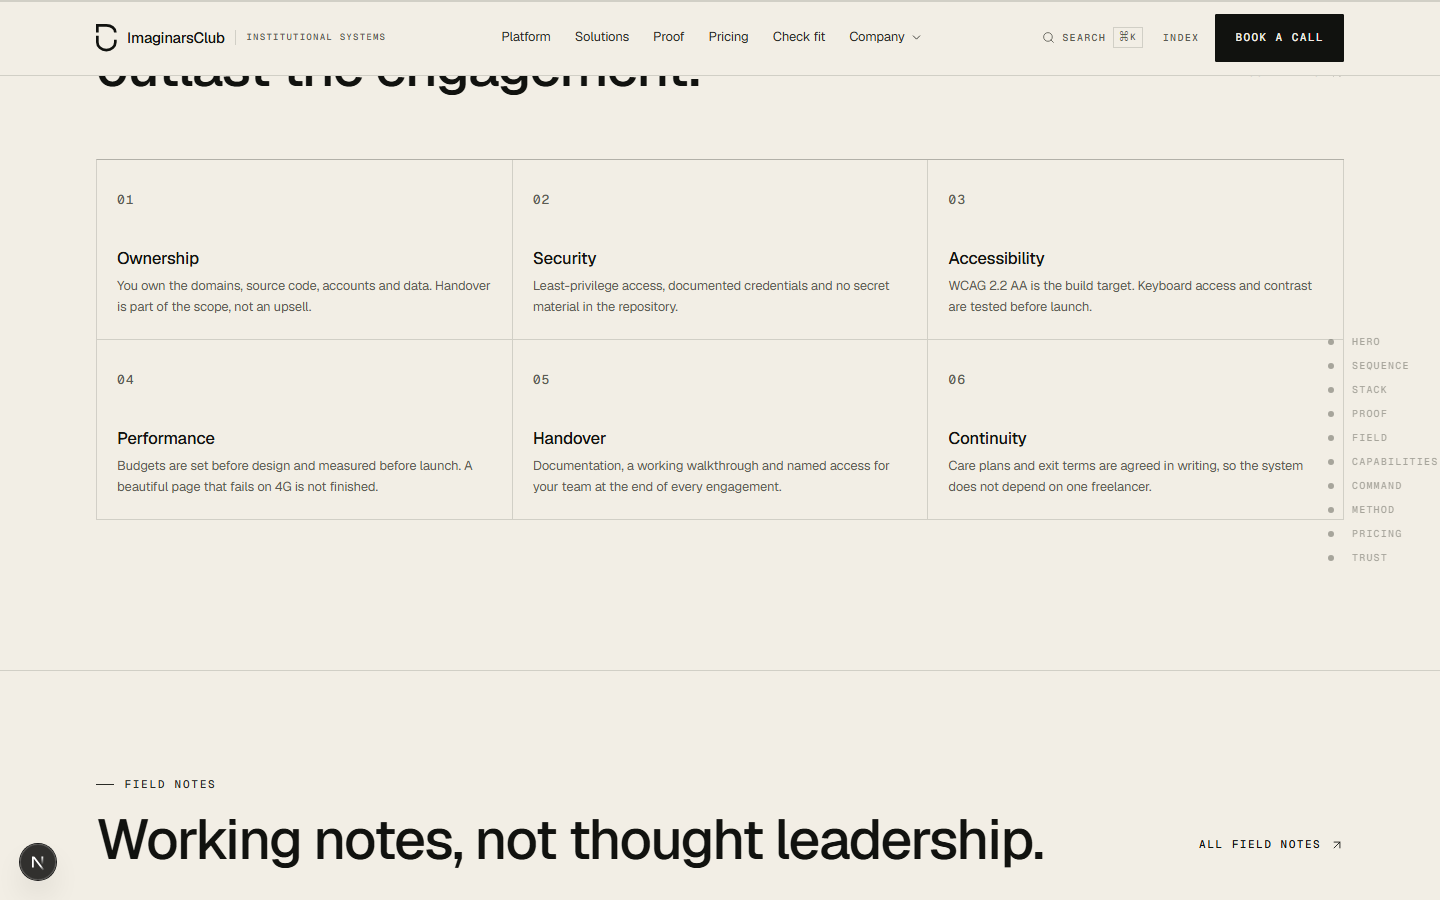 ImaginarsClub
INSTITUTIONAL SYSTEMS
Platform
Solutions
Proof
Pricing
Check fit
Company
SEARCH ⌘K
INDEX
BOOK A CALL
outlast the engagement.
01
Ownership
You own the domains, source code, accounts and data. Handover
is part of the scope, not an upsell.
02
Security
Least-privilege access, documented credentials and no secret
material in the repository.
03
Accessibility
WCAG 2.2 AA is the build target. Keyboard access and contrast
are tested before launch.
04
Performance
Budgets are set before design and measured before launch. A
beautiful page that fails on 4G is not finished.
05
Handover
Documentation, a working walkthrough and named access for
your team at the end of every engagement.
06
Continuity
Care plans and exit terms are agreed in writing, so the system
does not depend on one freelancer.
HERO
SEQUENCE
STACK
PROOF
FIELD
CAPABILITIES
COMMAND
METHOD
PRICING
TRUST
FIELD NOTES
Working notes, not thought leadership.
ALL FIELD NOTES
N